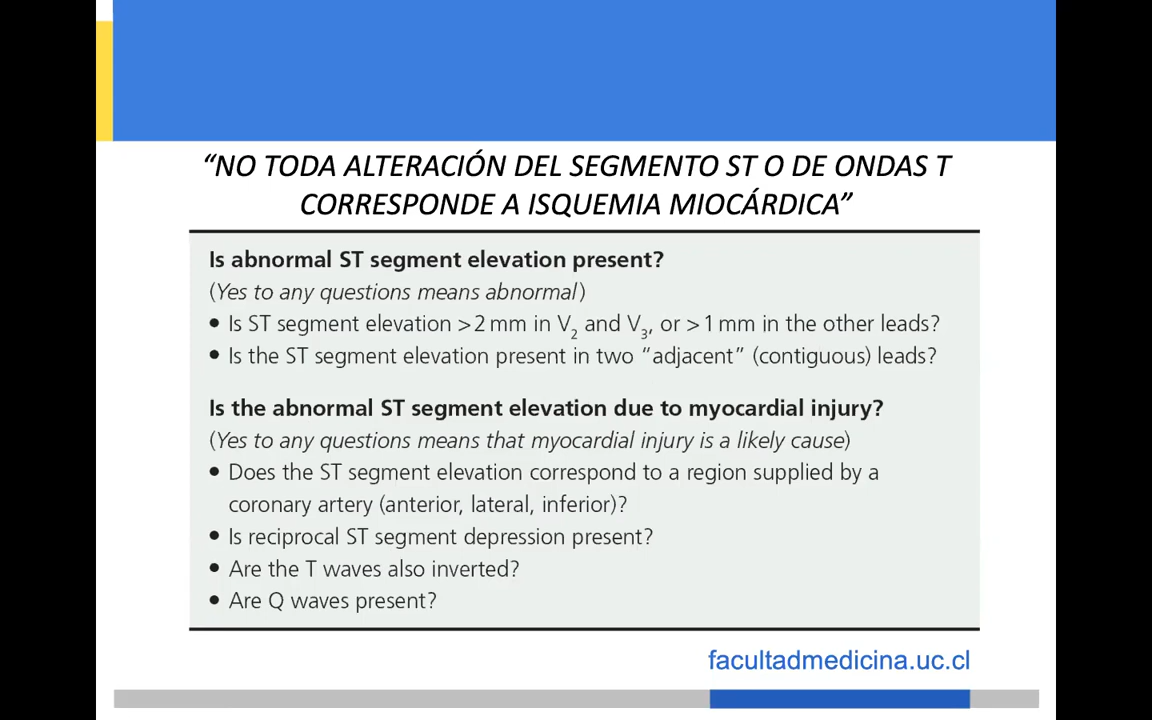 “NO TODA ALTERACIÓN DEL SEGMENTO ST O DE ONDAS T
CORRESPONDE A ISQUEMIA MIOCÁRDICA”
Is abnormal ST segment elevation present?
(Yes to any questions means abnormal)
• Is ST segment elevation >2 mm in V2 and V3, or >1 mm in the other leads?
• Is the ST segment elevation present in two “adjacent” (contiguous) leads?
Is the abnormal ST segment elevation due to myocardial injury?
(Yes to any questions means that myocardial injury is a likely cause)
• Does the ST segment elevation correspond to a region supplied by a
coronary artery (anterior, lateral, inferior)?
• Is reciprocal ST segment depression present?
• Are the T waves also inverted?
• Are Q waves present?
facultadmedicina.uc.cl